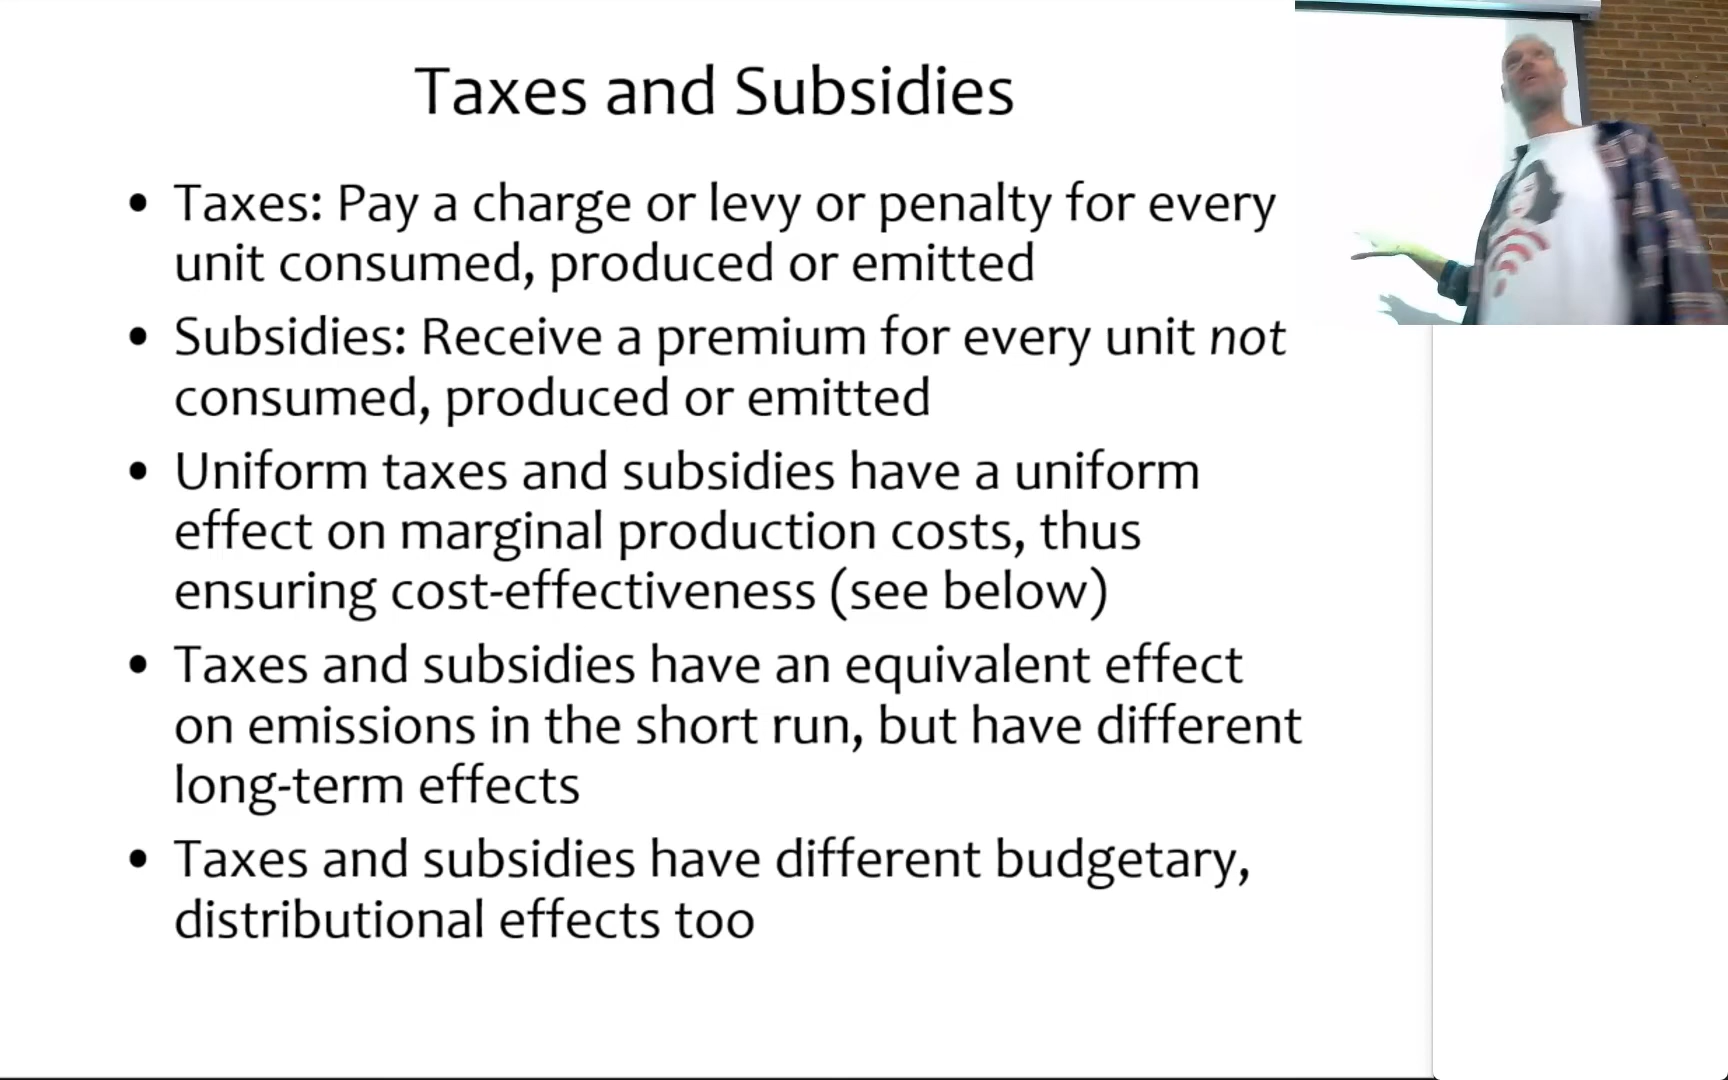 Taxes and Subsidies
• Taxes: Pay a charge or levy or penalty for every
unit consumed, produced or emitted
• Subsidies: Receive a premium for every unit not
consumed, produced or emitted
• Uniform taxes and subsidies have a uniform
effect on marginal production costs, thus
ensuring cost-effectiveness (see below)
• Taxes and subsidies have an equivalent effect
on emissions in the short run, but have different
long-term effects
• Taxes and subsidies have different budgetary,
distributional effects too